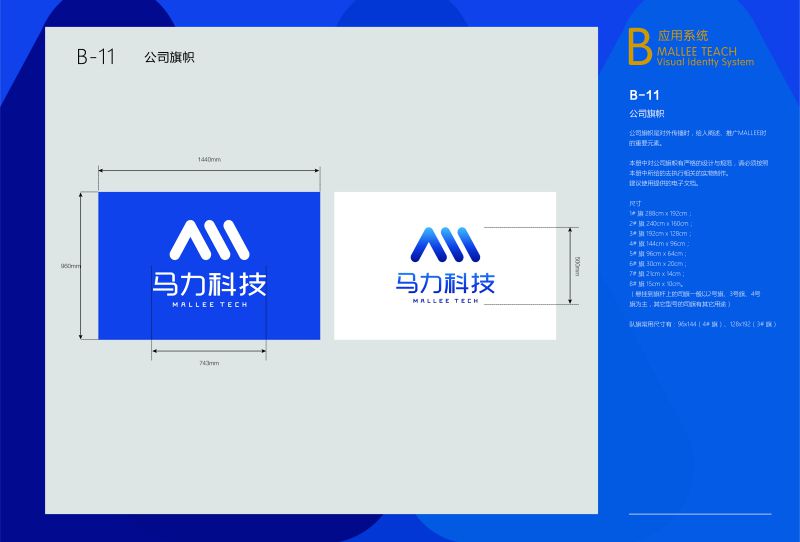 B-11 公司旗帜
1440mm
960mm
马力科技
MALLEE TECH
743mm
马力科技
MALLEE TECH
500mm
B 应用系统
MALLEE TEACH
Visual Identty System
B-11
公司旗帜
公司旗帜是对外传播时，给人阐述、推广MALLEE时
的重要元素。
本册中对公司旗帜有严格的设计与规范，请必须按照
本册中所给的去执行相关的实物制作。
建议使用提供的电子文档。
尺寸
1# 旗 288cm x 192cm；
2# 旗 240cm x 160cm；
3# 旗 192cm x 128cm；
4# 旗 144cm x 96cm；
5# 旗 96cm x 64cm；
6# 旗 30cm x 20cm；
7# 旗 21cm x 14cm；
8# 旗 15cm x 10cm。
（悬挂到旗杆上的司旗一般以2号旗、3号旗、4号
旗为主，其它型号的司旗有其它用途）
队旗常用尺寸有：96x144（4# 旗）、128x192（3# 旗）